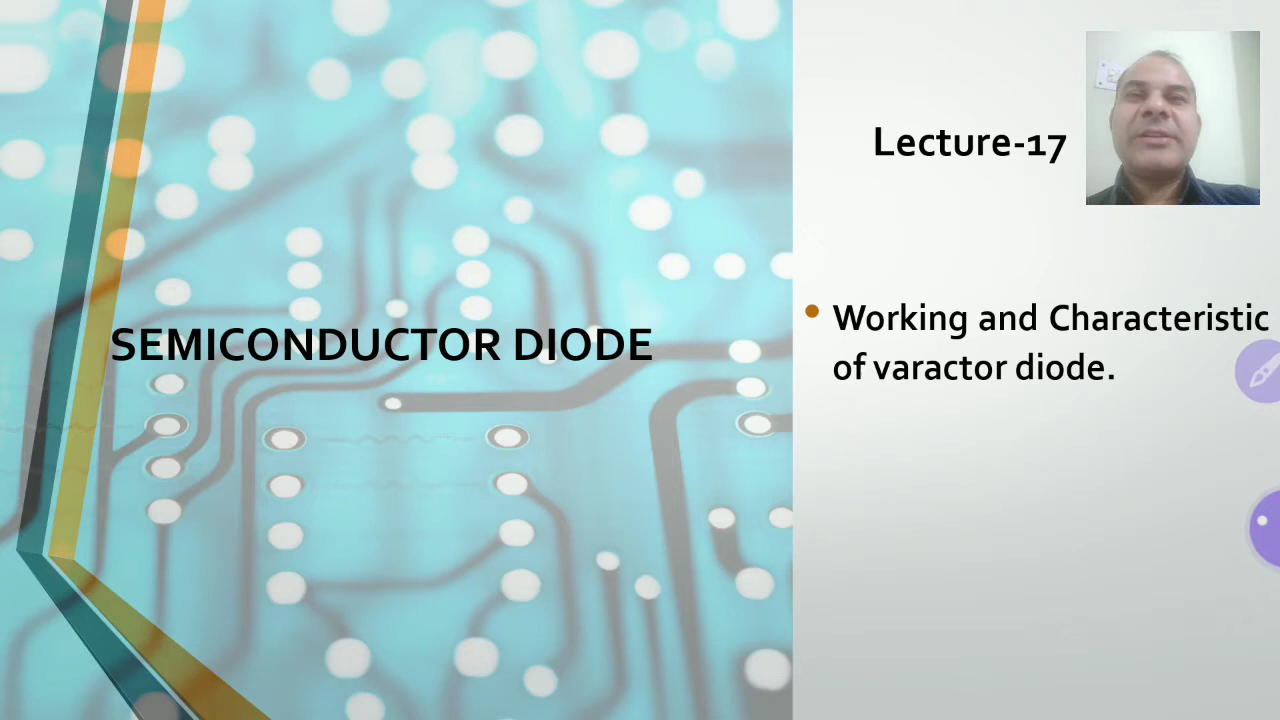 Lecture-17
SEMICONDUCTOR DIODE
• Working and Characteristic
of varactor diode.